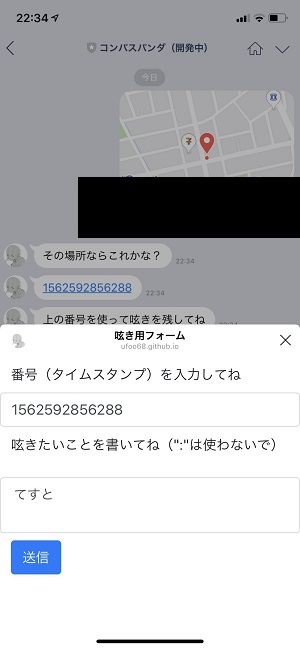 22:34
コンパスパンダ（開発中）
今日
その場所ならこれかな？
22:34
1562592856288
22:34
上の番号を使って呟きを残してね
呟き用フォーム
ufoo68.github.io
番号（タイムスタンプ）を入力してね
1562592856288
呟きたいことを書いてね（":"は使わないで）
てすと
送信